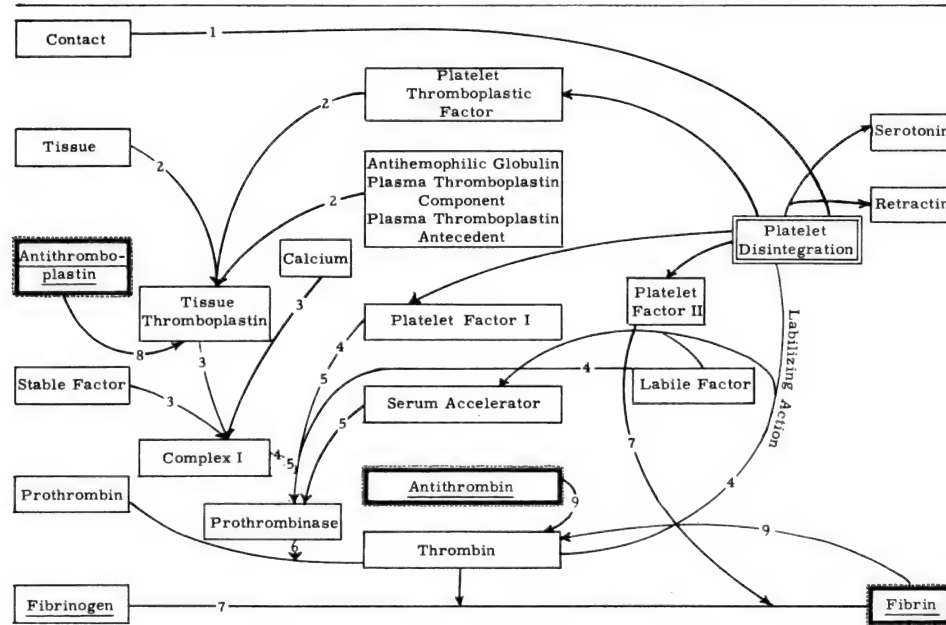 Contact
1
Platelet
Thromboplastic
Factor
2
Serotonin
Tissue
2
Antihemophilic Globulin
Plasma Thromboplastin
Component
Plasma Thromboplastin
Antecedent
2
Retractin
Platelet
Disintegration
Antithrombo-
plastin
Calcium
3
Tissue
Thromboplastin
8
3
Platelet Factor I
4
5
Platelet
Factor II
Labilizing Action
Stable Factor
3
4
Labile Factor
Serum Accelerator
5
Complex I
4
5
7
Prothrombin
Antithrombin
9
4
Prothrombinase
6
Thrombin
9
Fibrinogen
7
Fibrin